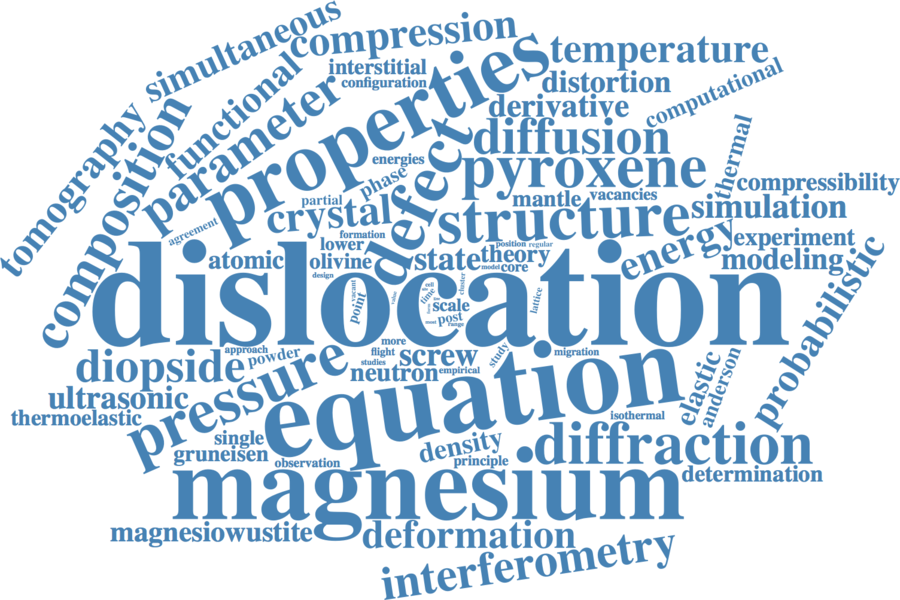 simultaneous
compression
temperature
interstitial
configuration
functional
distortion
computational
parameter
properties
derivative
tomography
composition
diffusion
thermal
energies
defect
pyroxene
phase
compressibility
partial
mantle
vacancies
crystal
structure
simulation
agreement
formation
lower
position
regular
energy
experiment
atomic
olivine
state
theory
modeling
design
model
core
dislocation
vacant
point
value
cell
time
cluster
scale
post
range
lattice
probabilistic
more
approach
powder
flight
screw
study
migration
diopside
pressure
studies
neutron
empirical
equation
elastic
anderson
ultrasonic
thermoelastic
isothermal
single
density
diffraction
gruneisen
observation
principle
magnesium
determination
magnesiowustite
deformation
interferometry